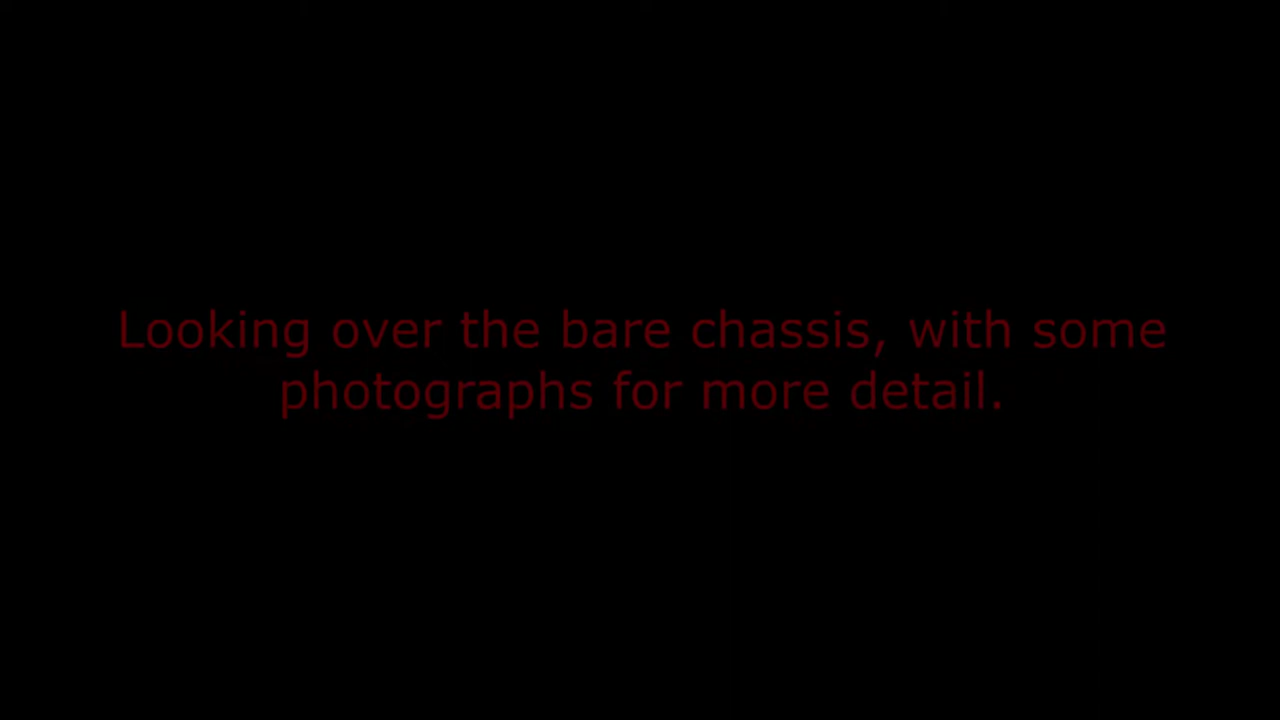 Looking over the bare chassis, with some
photographs for more detail.